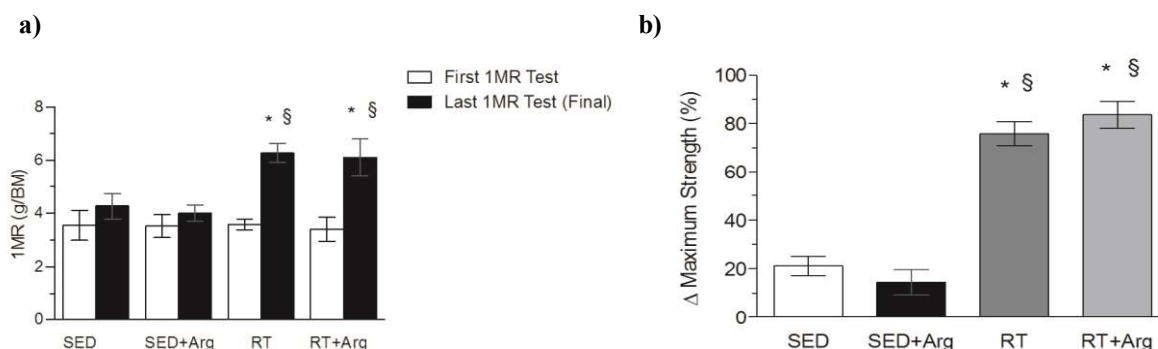 a)
First 1MR Test
Last 1MR Test (Final)
8
6
4
2
0
1MR (g/BM)
* §
* §
SED
SED+Arg
RT
RT+Arg
b)
100
80
60
40
20
0
Δ Maximum Strength (%)
* §
* §
SED
SED+Arg
RT
RT+Arg